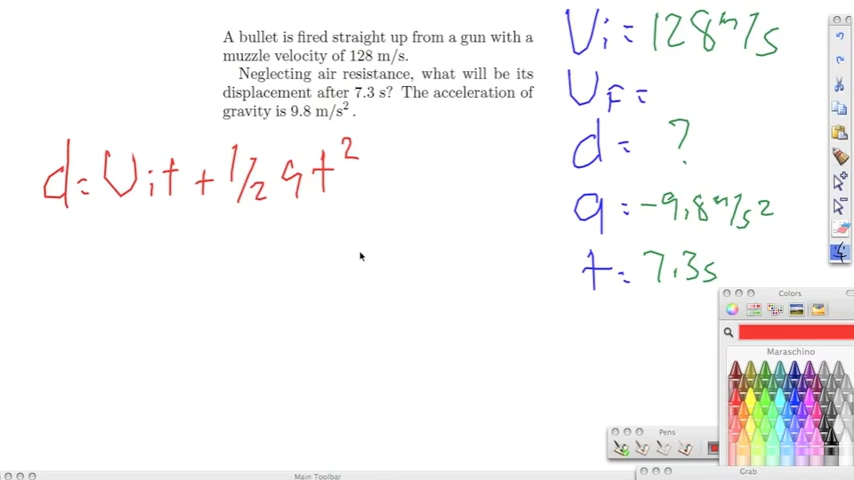 A bullet is fired straight up from a gun with a
muzzle velocity of 128 m/s.
Neglecting air resistance, what will be its
displacement after 7.3 s? The acceleration of
gravity is 9.8 m/s².
d = Vit + 1/2 at²
Vi = 128 m/s
VF =
d = ?
a = -9.8 m/s2
t = 7.3s
Colors
Maraschino
Pens
Grab
Main Toolbar